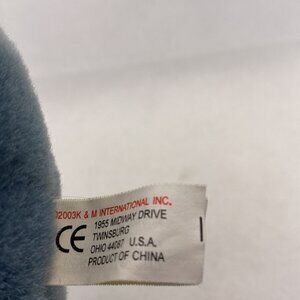 ©2003K & M INTERNATIONAL INC.
1955 MIDWAY DRIVE
TWINSBURG
OHIO 44087 U.S.A.
PRODUCT OF CHINA
CE